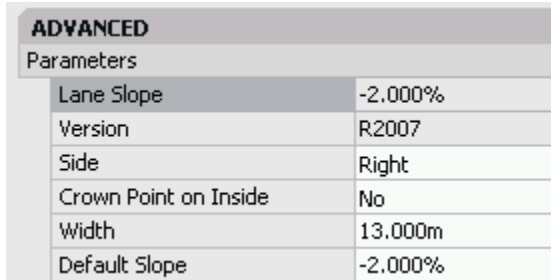 ADVANCED
Parameters
Lane Slope -2.000%
Version R2007
Side Right
Crown Point on Inside No
Width 13.000m
Default Slope -2.000%